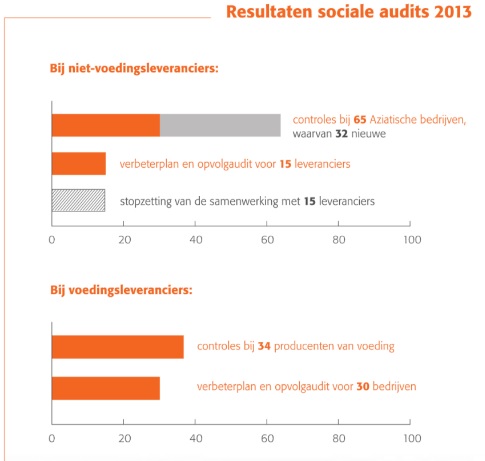 Resultaten sociale audits 2013
Bij niet-voedingsleveranciers:
controles bij 65 Aziatische bedrijven,
waarvan 32 nieuwe
verbeterplan en opvolgaudit voor 15 leveranciers
stopzetting van de samenwerking met 15 leveranciers
0 20 40 60 80 100
Bij voedingsleveranciers:
controles bij 34 producenten van voeding
verbeterplan en opvolgaudit voor 30 bedrijven
0 20 40 60 80 100